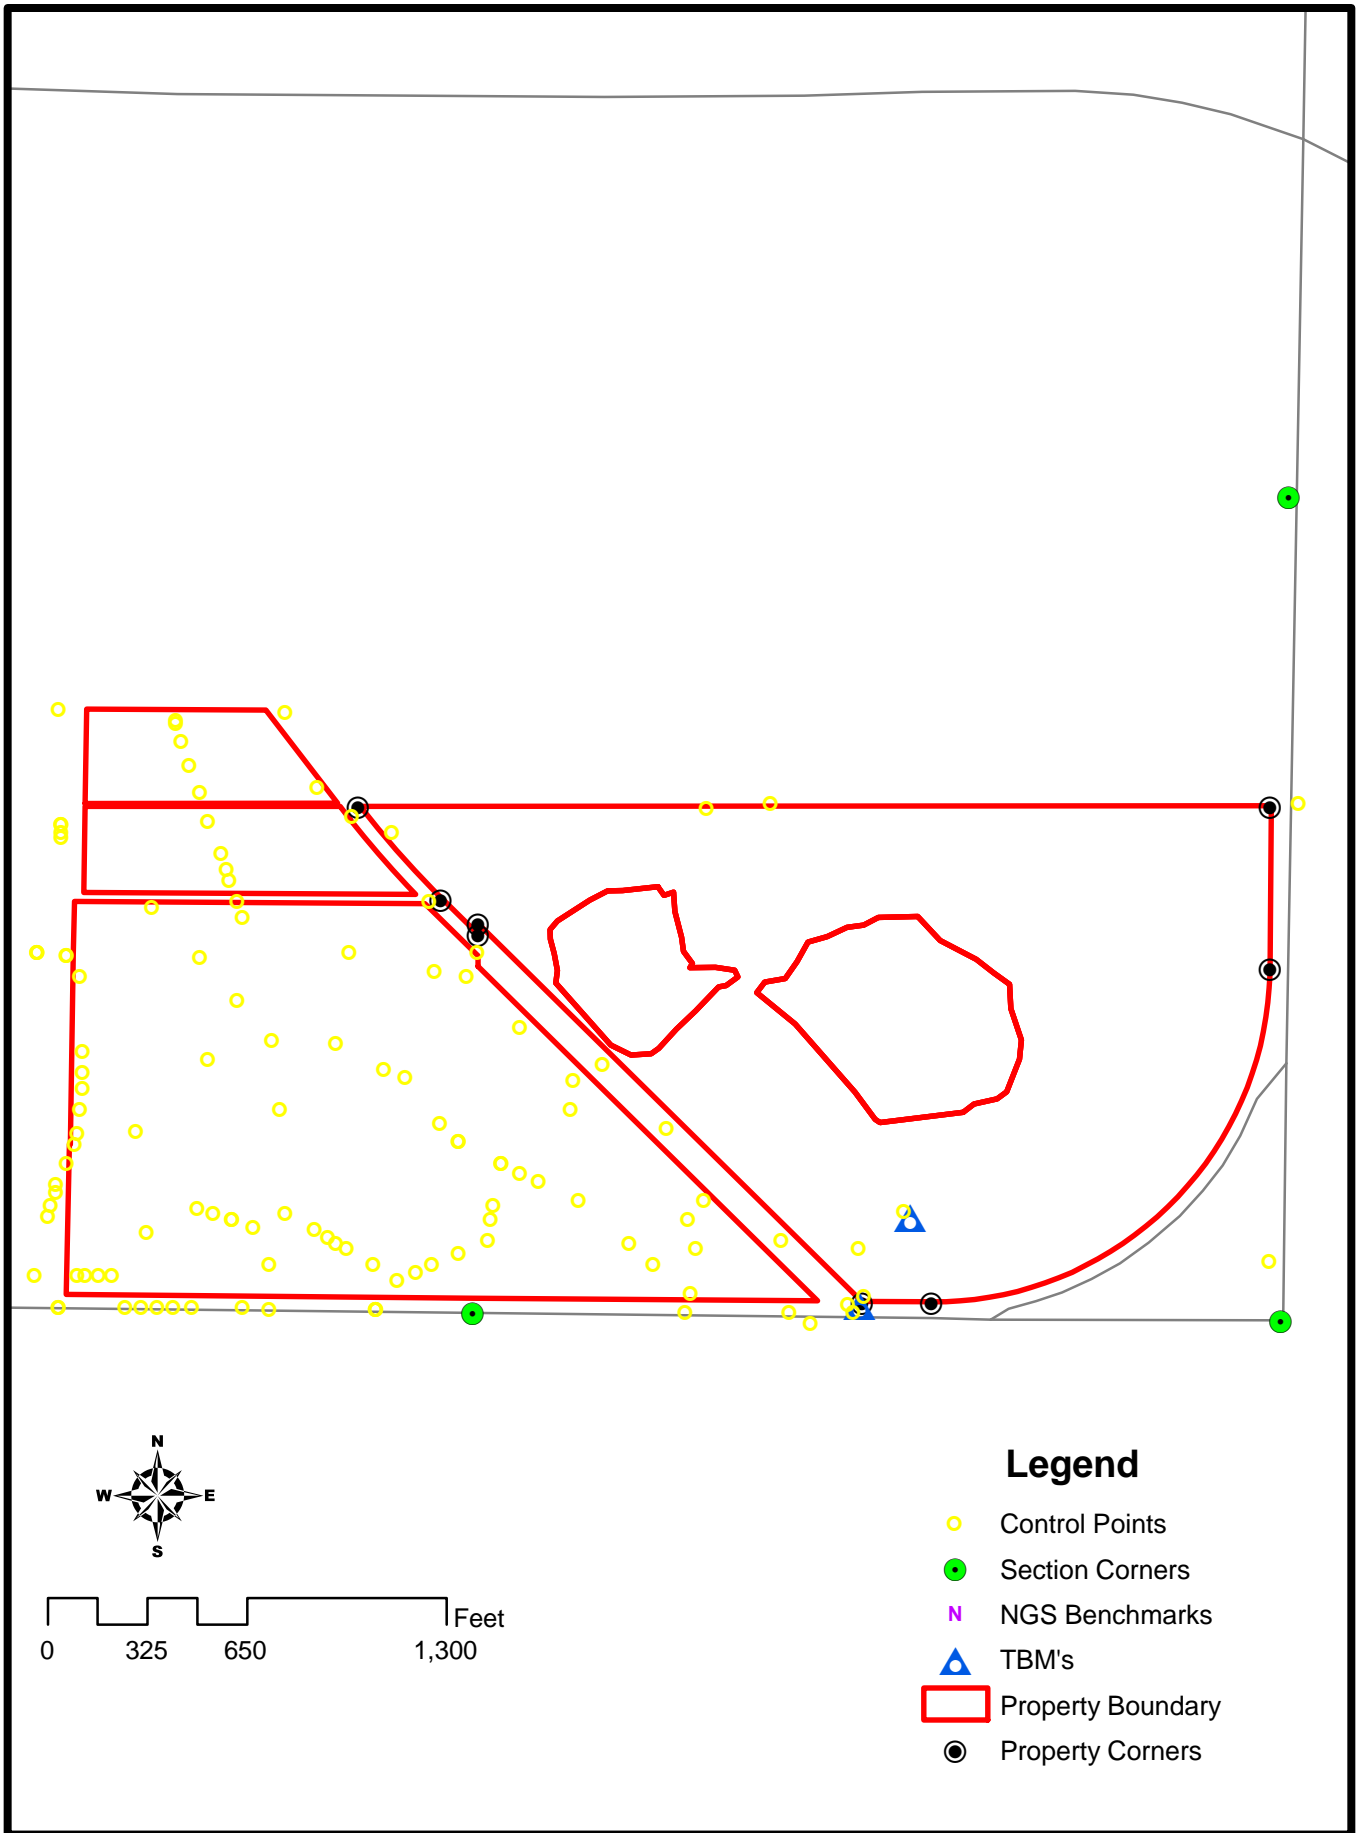 N
W E
S
Feet
0 325 650 1,300
Legend
Control Points
Section Corners
N NGS Benchmarks
TBM's
Property Boundary
Property Corners